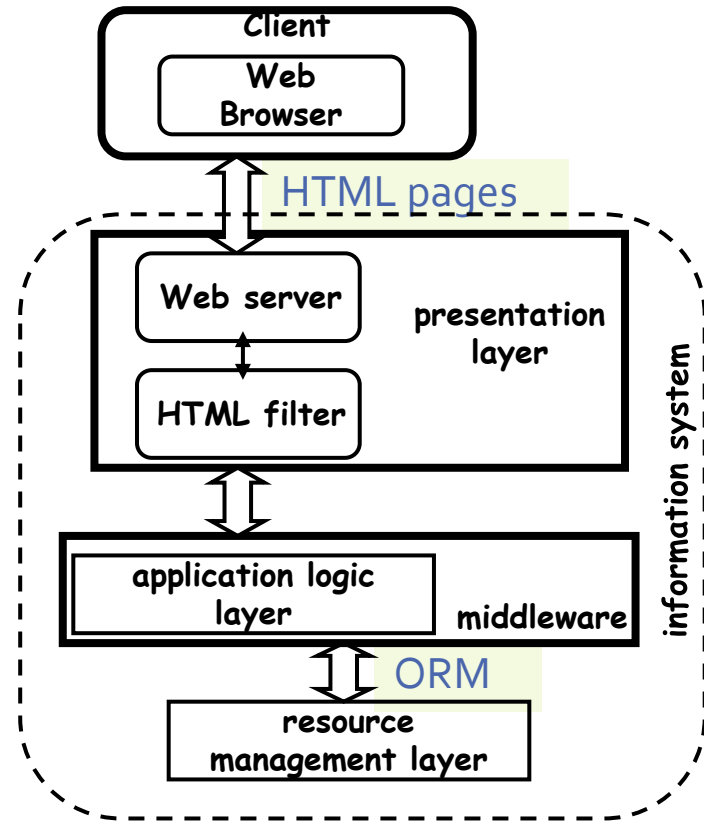 Client
Web
Browser
HTML pages
Web server
presentation
layer
HTML filter
information system
application logic
layer
middleware
ORM
resource
management layer